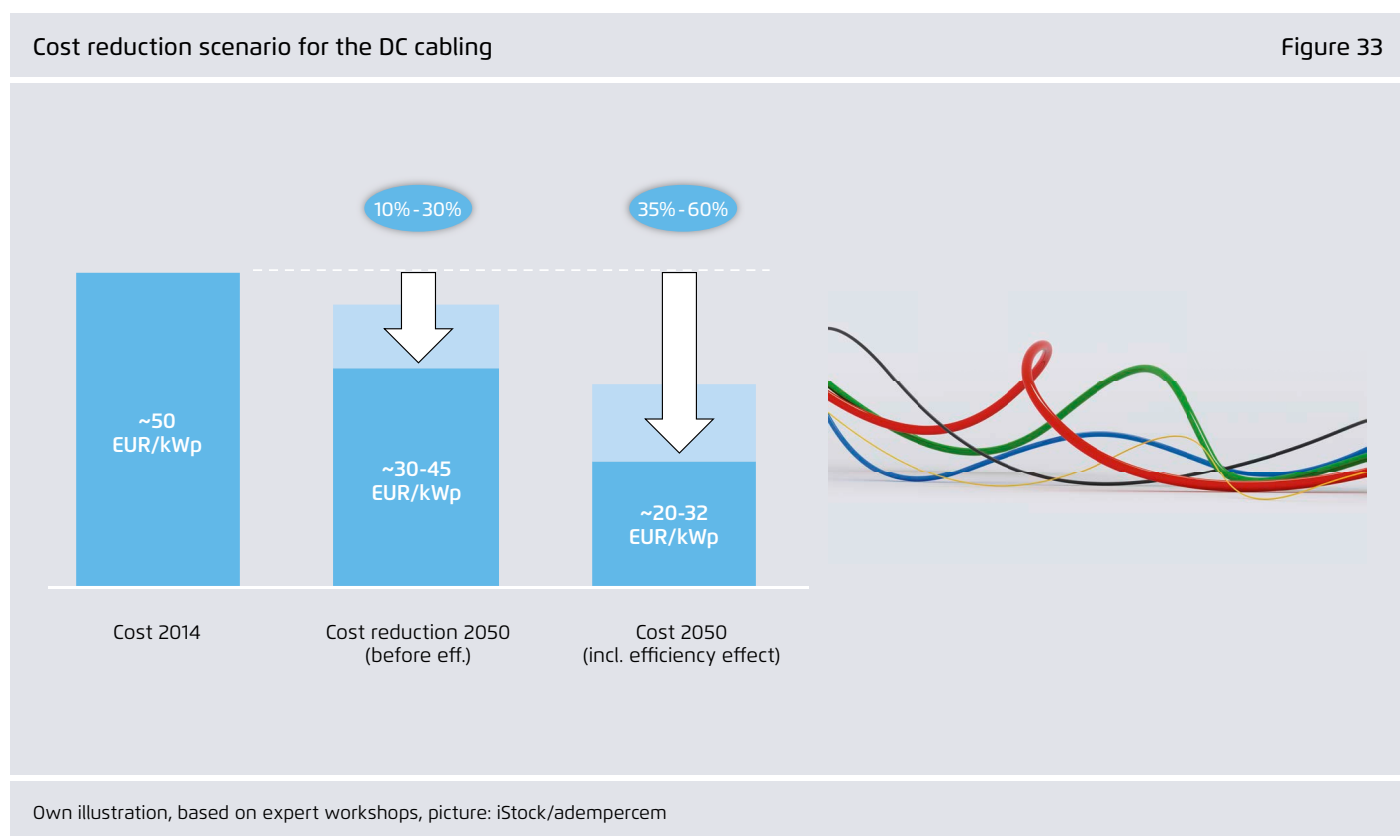 Cost reduction scenario for the DC cabling
Figure 33
10%-30%
35%-60%
~50
EUR/kWp
~30-45
EUR/kWp
~20-32
EUR/kWp
Cost 2014
Cost reduction 2050
(before eff.)
Cost 2050
(incl. efficiency effect)
Own illustration, based on expert workshops, picture: iStock/adempercem